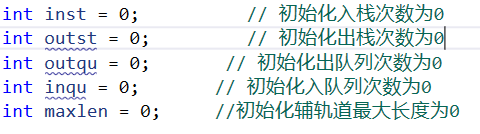 int inst = 0;          // 初始化入栈次数为0
int outst = 0;         // 初始化出栈次数为0
int outqu = 0;       // 初始化出队列次数为0
int inqu = 0;       // 初始化入队列次数为0
int maxlen = 0;     //初始化辅轨道最大长度为0